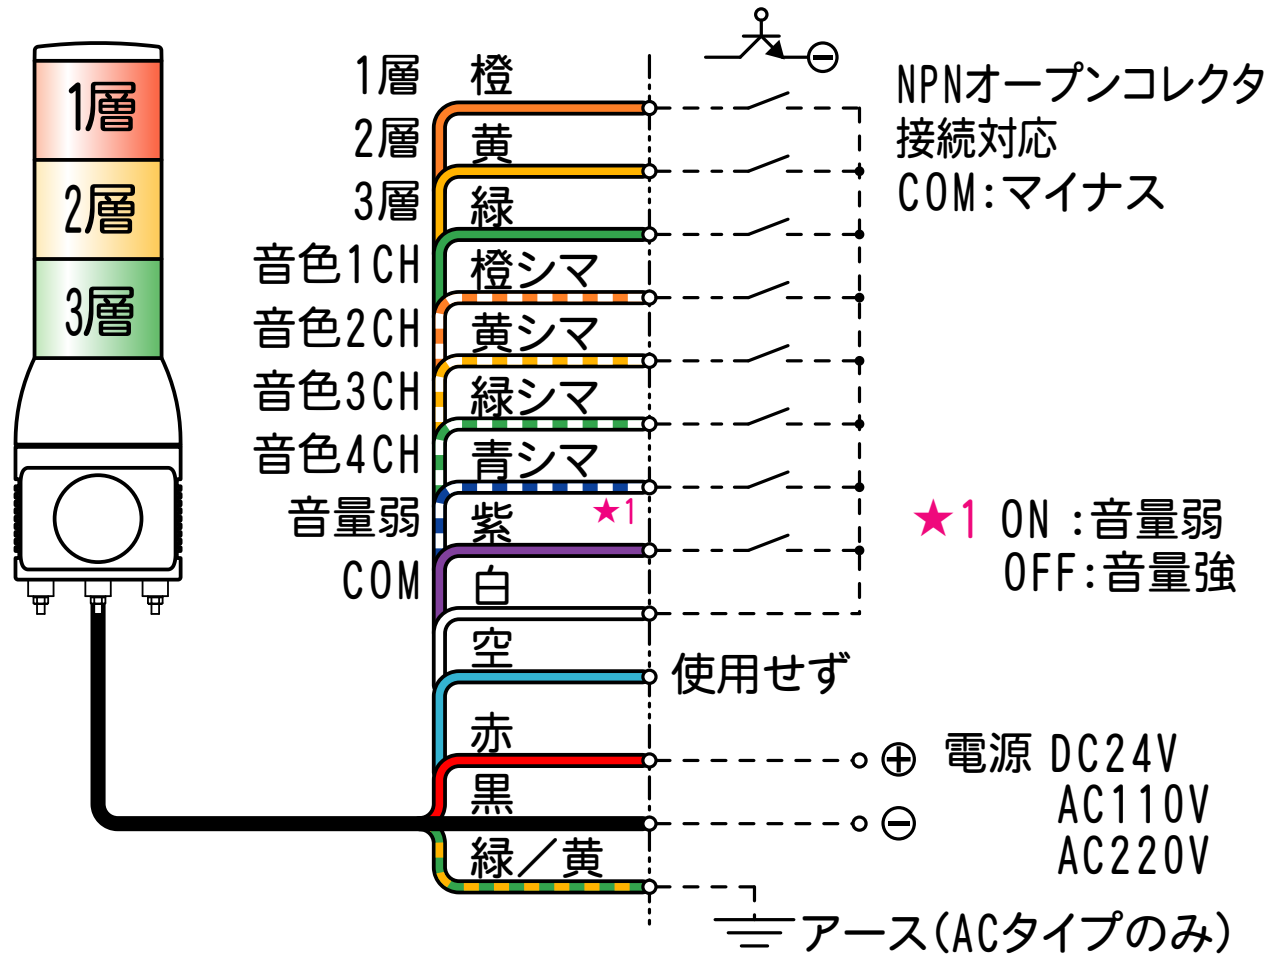 1層
2層
3層
1層 橙
2層 黄
3層 緑
音色1CH 橙シマ
音色2CH 黄シマ
音色3CH 緑シマ
音色4CH 青シマ
音量弱 紫 ★1
COM 白
空 使用せず
赤
黒
緑／黄
NPNオープンコレクタ
接続対応
COM:マイナス
★1 ON :音量弱
OFF:音量強
⊕ 電源 DC24V
⊖ AC110V
AC220V
アース(ACタイプのみ)